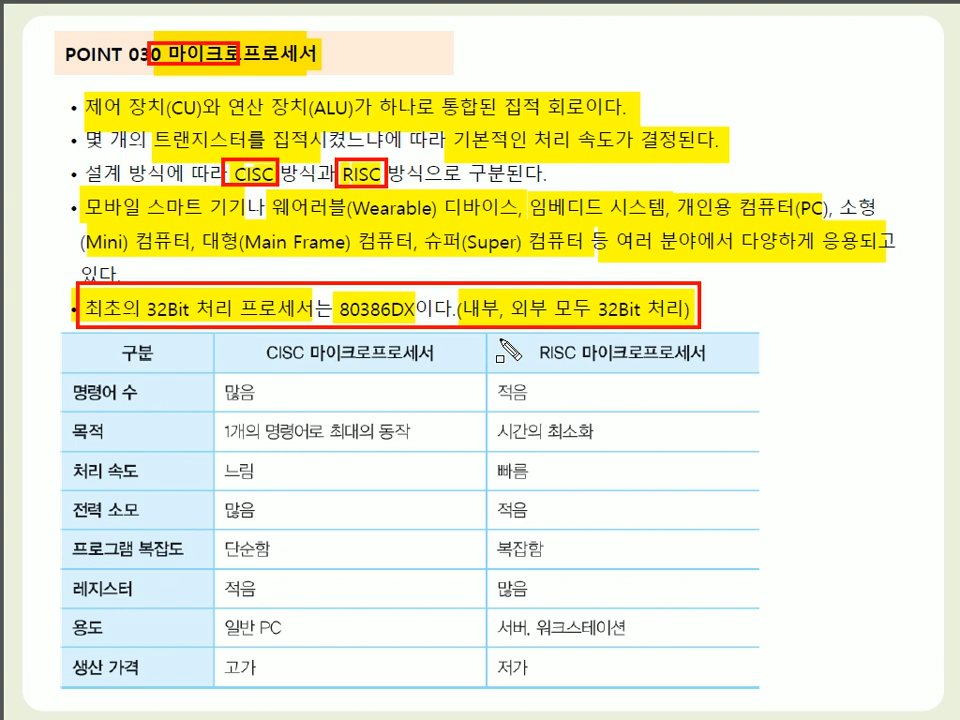 POINT 030 마이크로프로세서
• 제어 장치(CU)와 연산 장치(ALU)가 하나로 통합된 집적 회로이다.
• 몇 개의 트랜지스터를 집적시켰느냐에 따라 기본적인 처리 속도가 결정된다.
• 설계 방식에 따라 CISC 방식과 RISC 방식으로 구분된다.
• 모바일 스마트 기기나 웨어러블(Wearable) 디바이스, 임베디드 시스템, 개인용 컴퓨터(PC), 소형
(Mini) 컴퓨터, 대형(Main Frame) 컴퓨터, 슈퍼(Super) 컴퓨터 등 여러 분야에서 다양하게 응용되고
있다.
• 최초의 32Bit 처리 프로세서는 80386DX이다.(내부, 외부 모두 32Bit 처리)
구분 CISC 마이크로프로세서 RISC 마이크로프로세서
명령어 수 많음 적음
목적 1개의 명령어로 최대의 동작 시간의 최소화
처리 속도 느림 빠름
전력 소모 많음 적음
프로그램 복잡도 단순함 복잡함
레지스터 적음 많음
용도 일반 PC 서버, 워크스테이션
생산 가격 고가 저가